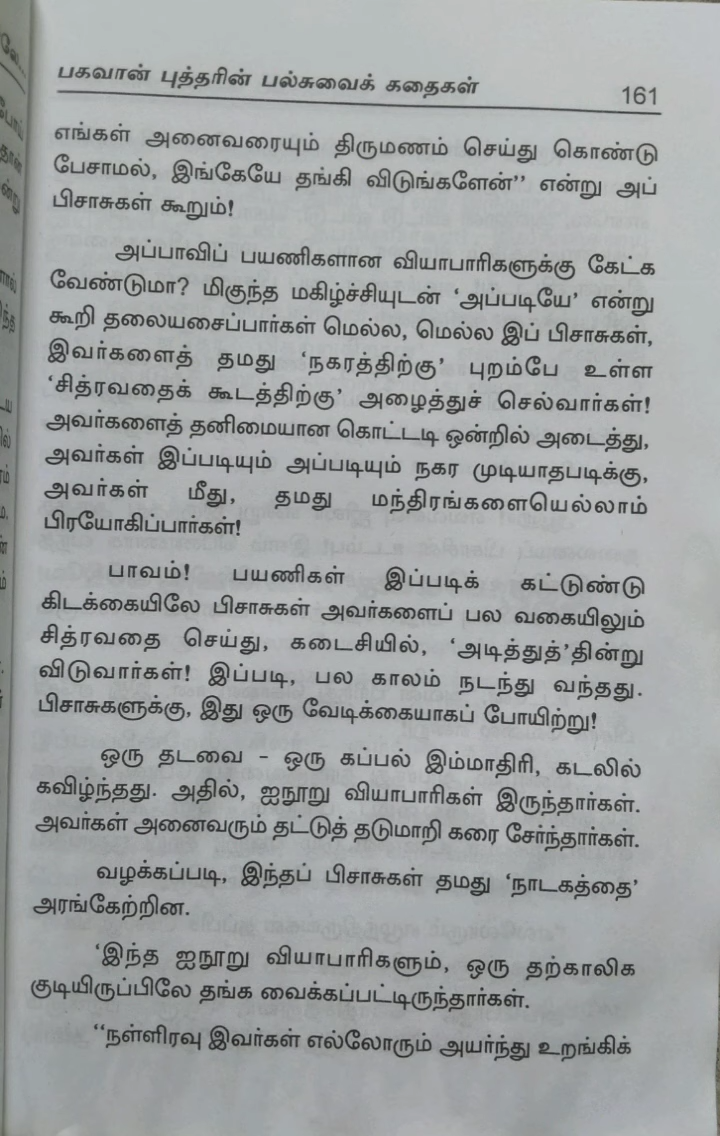 பகவான் புத்தரின் பல்சுவைக் கதைகள் 161
எங்கள் அனைவரையும் திருமணம் செய்து கொண்டு
பேசாமல், இங்கேயே தங்கி விடுங்களேன்’’ என்று அப்
பிசாசுகள் கூறும்!
அப்பாவிப் பயணிகளான வியாபாரிகளுக்கு கேட்க
வேண்டுமா? மிகுந்த மகிழ்ச்சியுடன் ‘அப்படியே’ என்று
கூறி தலையசைப்பார்கள் மெல்ல, மெல்ல இப் பிசாசுகள்,
இவர்களைத் தமது ‘நகரத்திற்கு’ புறம்பே உள்ள
‘சித்ரவதைக் கூடத்திற்கு’ அழைத்துச் செல்வார்கள்!
அவர்களைத் தனிமையான கொட்டடி ஒன்றில் அடைத்து,
அவர்கள் இப்படியும் அப்படியும் நகர முடியாதபடிக்கு,
அவர்கள் மீது, தமது மந்திரங்களையெல்லாம்
பிரயோகிப்பார்கள்!
பாவம்! பயணிகள் இப்படிக் கட்டுண்டு
கிடக்கையிலே பிசாசுகள் அவர்களைப் பல வகையிலும்
சித்ரவதை செய்து, கடைசியில், ‘அடித்துத்’தின்று
விடுவார்கள்! இப்படி, பல காலம் நடந்து வந்தது.
பிசாசுகளுக்கு, இது ஒரு வேடிக்கையாகப் போயிற்று!
ஒரு தடவை – ஒரு கப்பல் இம்மாதிரி, கடலில்
கவிழ்ந்தது. அதில், ஐநூறு வியாபாரிகள் இருந்தார்கள்.
அவர்கள் அனைவரும் தட்டுத் தடுமாறி கரை சேர்ந்தார்கள்.
வழக்கப்படி, இந்தப் பிசாசுகள் தமது ‘நாடகத்தை’
அரங்கேற்றின.
‘இந்த ஐநூறு வியாபாரிகளும், ஒரு தற்காலிக
குடியிருப்பிலே தங்க வைக்கப்பட்டிருந்தார்கள்.
‘‘நள்ளிரவு இவர்கள் எல்லோரும் அயர்ந்து உறங்கிக்